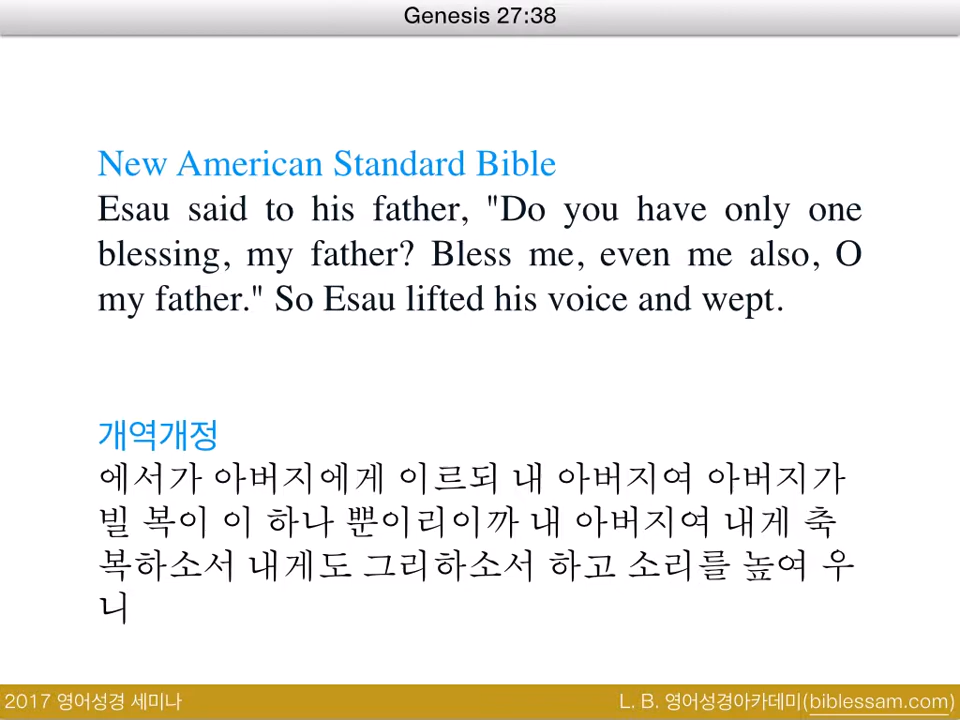 Genesis 27:38
New American Standard Bible
Esau said to his father, "Do you have only one
blessing, my father? Bless me, even me also, O
my father." So Esau lifted his voice and wept.
개역개정
에서가 아버지에게 이르되 내 아버지여 아버지가
빌 복이 이 하나 뿐이리이까 내 아버지여 내게 축
복하소서 내게도 그리하소서 하고 소리를 높여 우
니
2017 영어성경 세미나
L. B. 영어성경아카데미(biblessam.com)